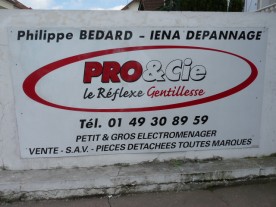 Philippe BEDARD - IENA DEPANNAGE
PRO&Cie
le Réflexe Gentillesse
Tél. 01 49 30 89 59
PETIT & GROS ELECTROMENAGER
VENTE - S.A.V. - PIECES DETACHEES TOUTES MARQUES